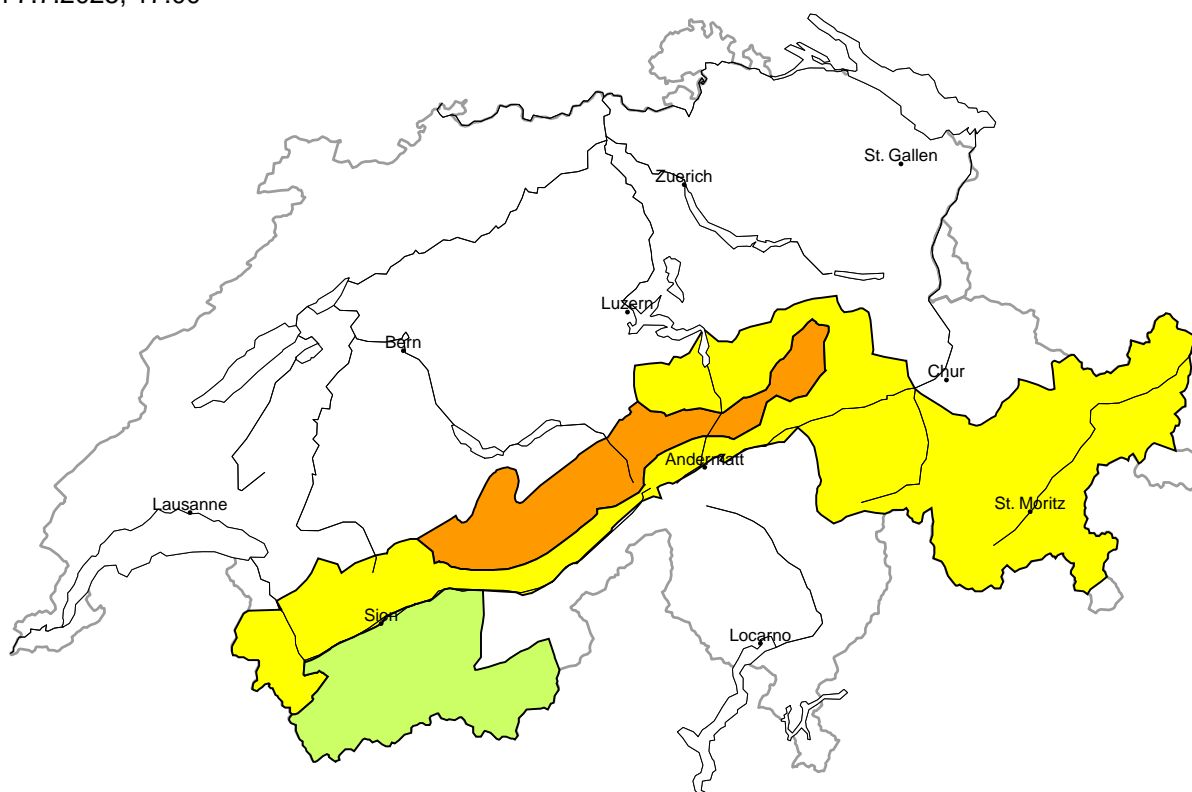 St. Gallen
Zuerich
Luzern
Bern
Chur
Andermatt
Lausanne
St. Moritz
Sion
Locarno